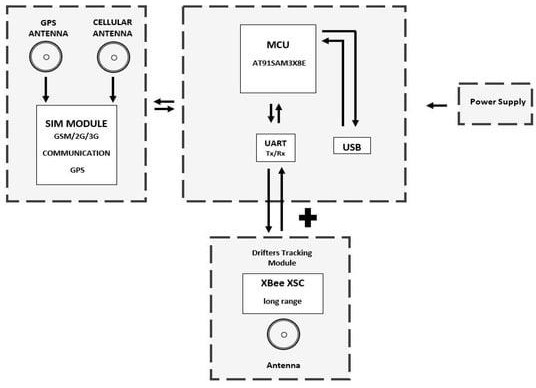 GPS
ANTENNA
CELLULAR
ANTENNA
SIM MODULE
GSM/2G/3G
COMMUNICATION
GPS
MCU
AT91SAM3X8E
UART
Tx/Rx
USB
Power Supply
Drifters Tracking
Module
XBee XSC
long range
Antenna